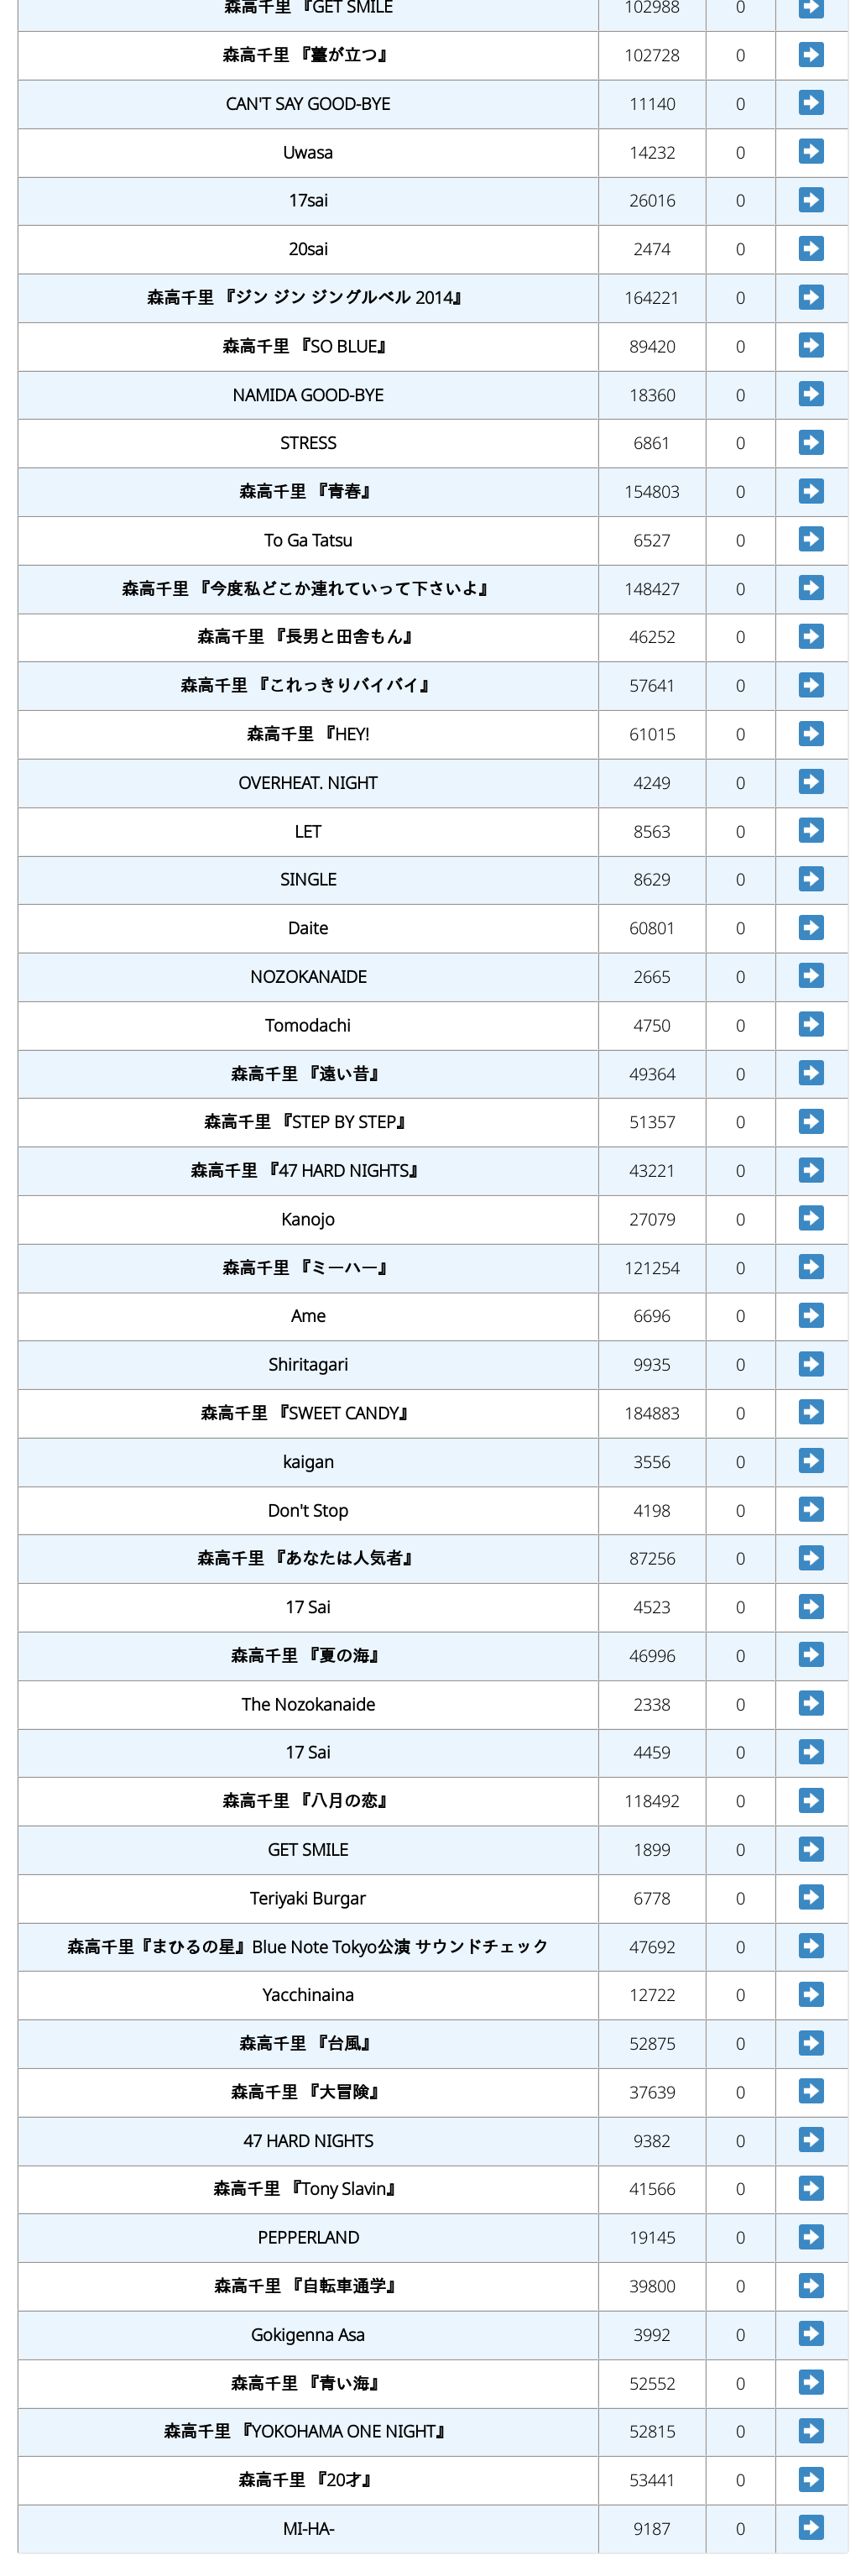 森高千里 『GET SMILE 102988 0
森高千里 『薹が立つ』 102728 0
CAN'T SAY GOOD-BYE 11140 0
Uwasa 14232 0
17sai 26016 0
20sai 2474 0
森高千里 『ジン ジン ジングルベル 2014』 164221 0
森高千里 『SO BLUE』 89420 0
NAMIDA GOOD-BYE 18360 0
STRESS 6861 0
森高千里 『青春』 154803 0
To Ga Tatsu 6527 0
森高千里 『今度私どこか連れていって下さいよ』 148427 0
森高千里 『長男と田舎もん』 46252 0
森高千里 『これっきりバイバイ』 57641 0
森高千里 『HEY! 61015 0
OVERHEAT. NIGHT 4249 0
LET 8563 0
SINGLE 8629 0
Daite 60801 0
NOZOKANAIDE 2665 0
Tomodachi 4750 0
森高千里 『遠い昔』 49364 0
森高千里 『STEP BY STEP』 51357 0
森高千里 『47 HARD NIGHTS』 43221 0
Kanojo 27079 0
森高千里 『ミーハー』 121254 0
Ame 6696 0
Shiritagari 9935 0
森高千里 『SWEET CANDY』 184883 0
kaigan 3556 0
Don't Stop 4198 0
森高千里 『あなたは人気者』 87256 0
17 Sai 4523 0
森高千里 『夏の海』 46996 0
The Nozokanaide 2338 0
17 Sai 4459 0
森高千里 『八月の恋』 118492 0
GET SMILE 1899 0
Teriyaki Burgar 6778 0
森高千里『まひるの星』Blue Note Tokyo公演 サウンドチェック 47692 0
Yacchinaina 12722 0
森高千里 『台風』 52875 0
森高千里 『大冒険』 37639 0
47 HARD NIGHTS 9382 0
森高千里 『Tony Slavin』 41566 0
PEPPERLAND 19145 0
森高千里 『自転車通学』 39800 0
Gokigenna Asa 3992 0
森高千里 『青い海』 52552 0
森高千里 『YOKOHAMA ONE NIGHT』 52815 0
森高千里 『20才』 53441 0
MI-HA- 9187 0